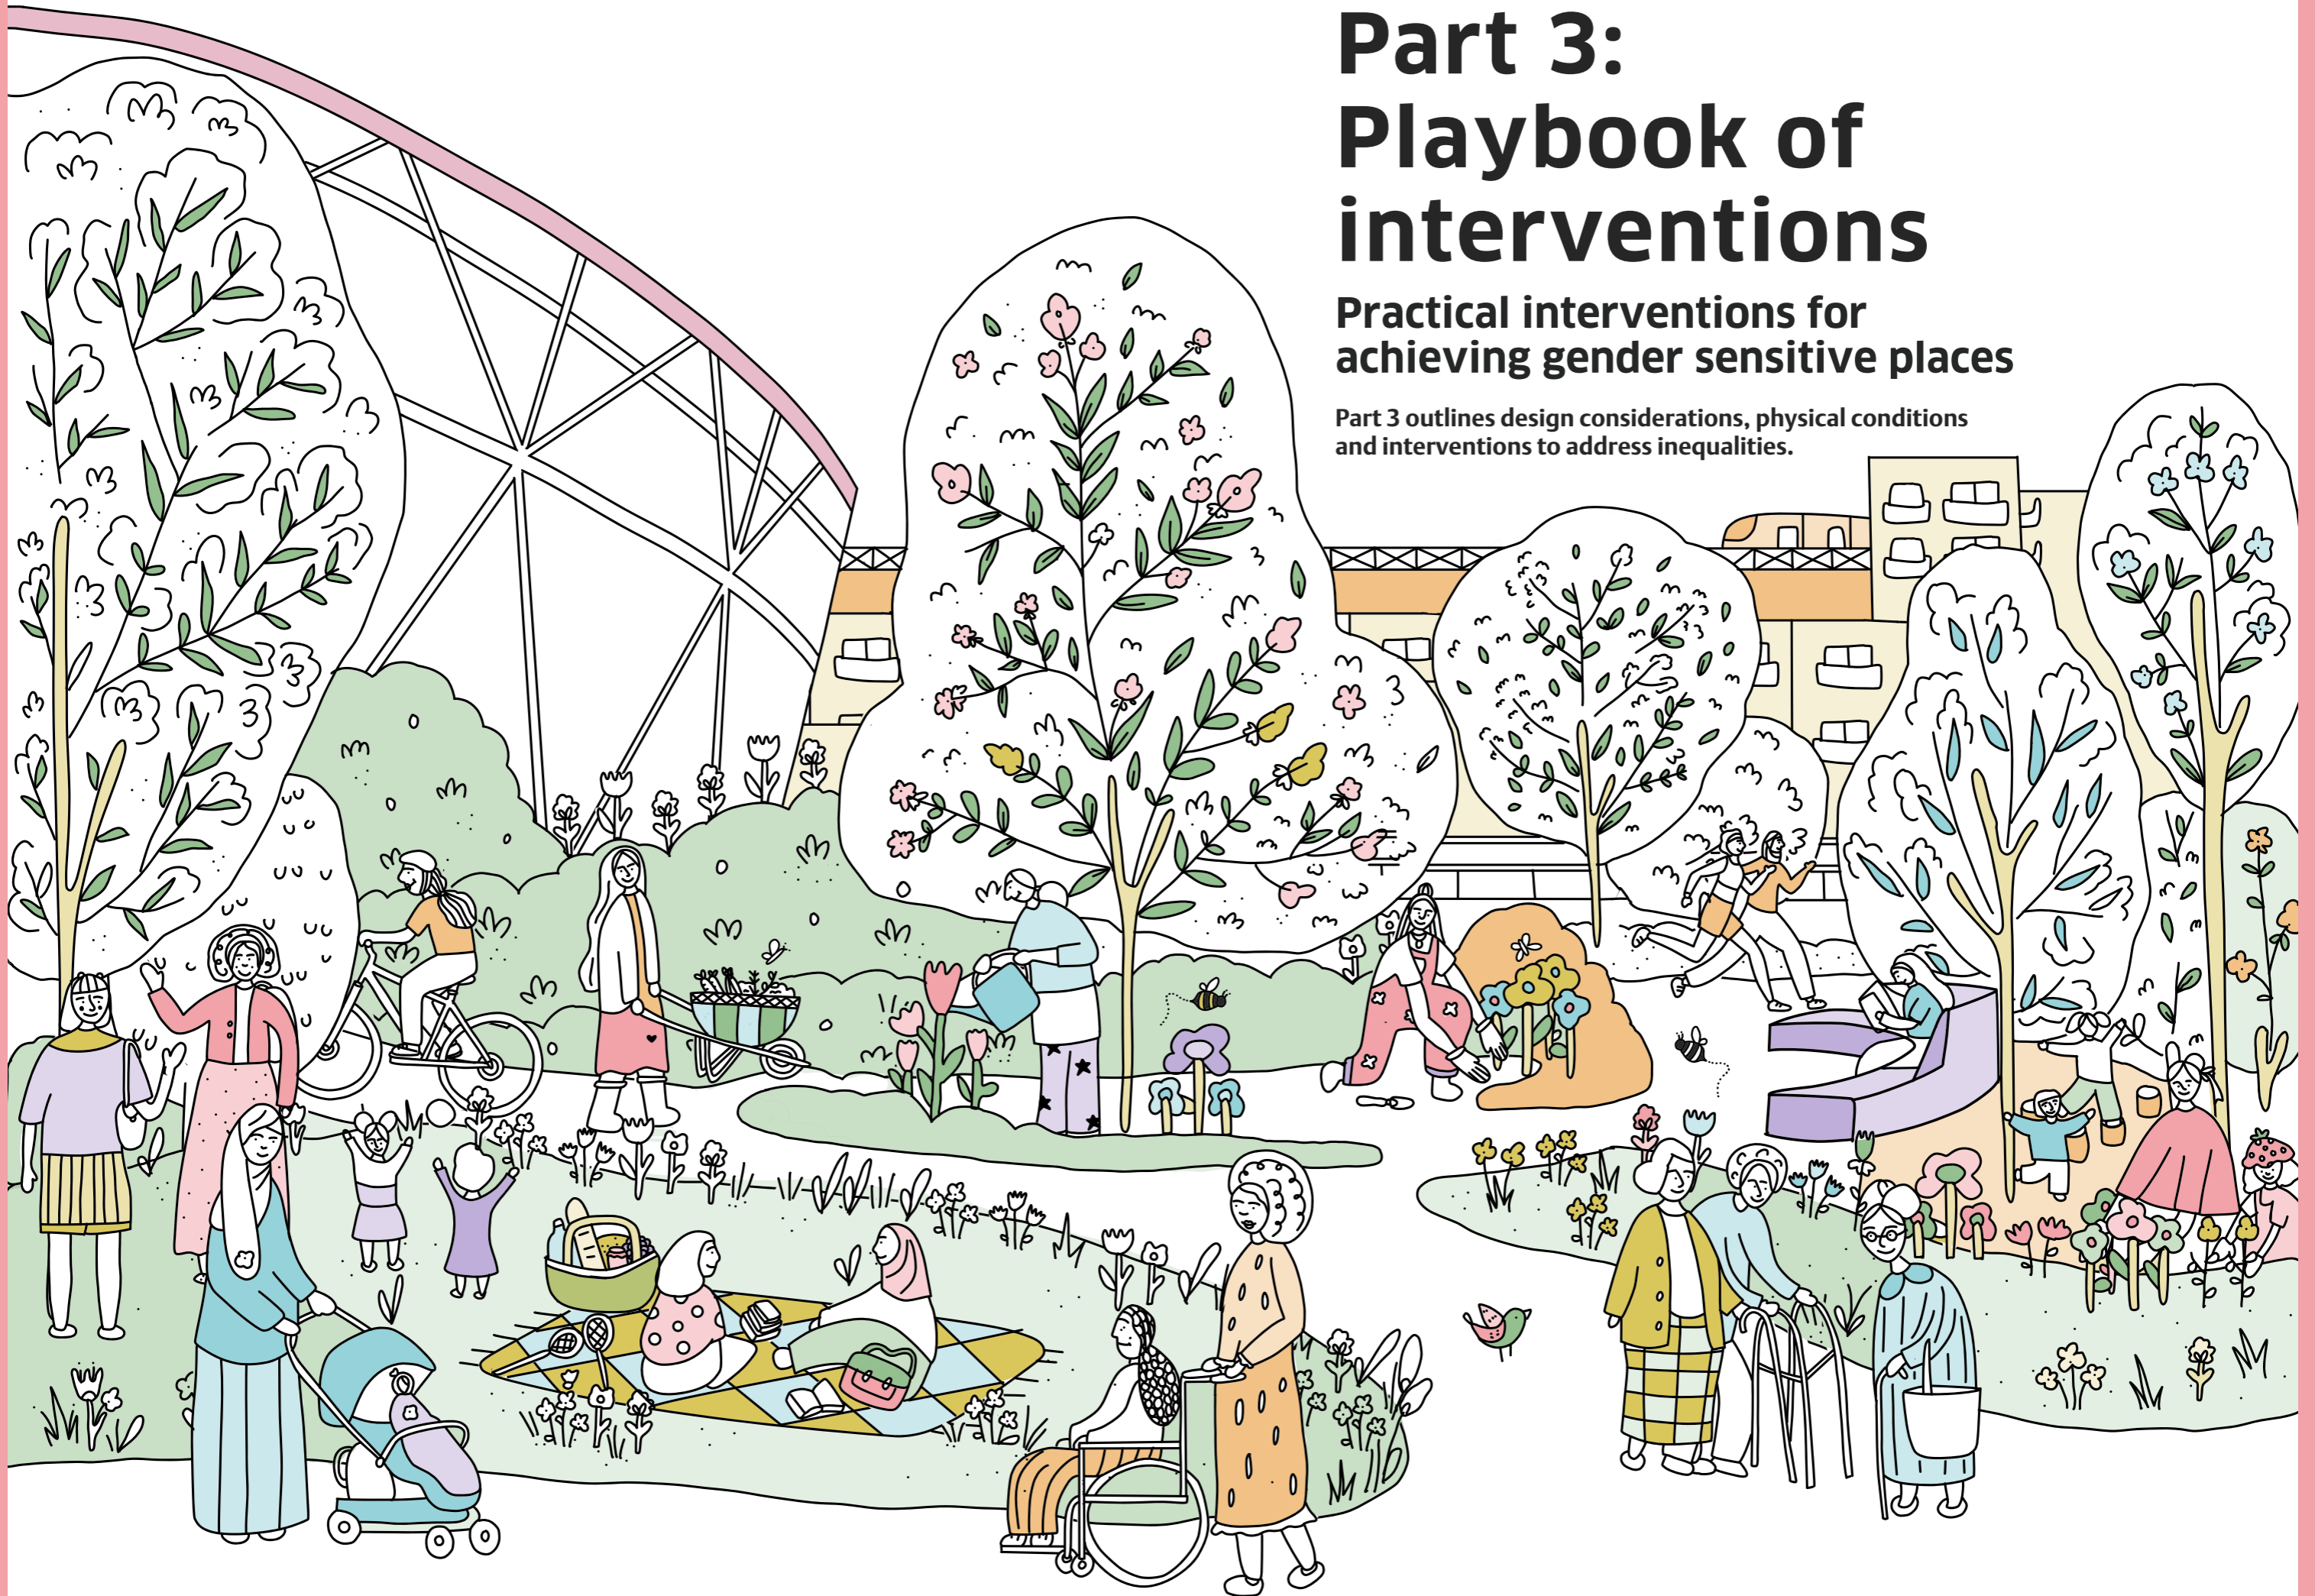 Part 3:
Playbook of
interventions
Practical interventions for
achieving gender sensitive places
Part 3 outlines design considerations, physical conditions
and interventions to address inequalities.